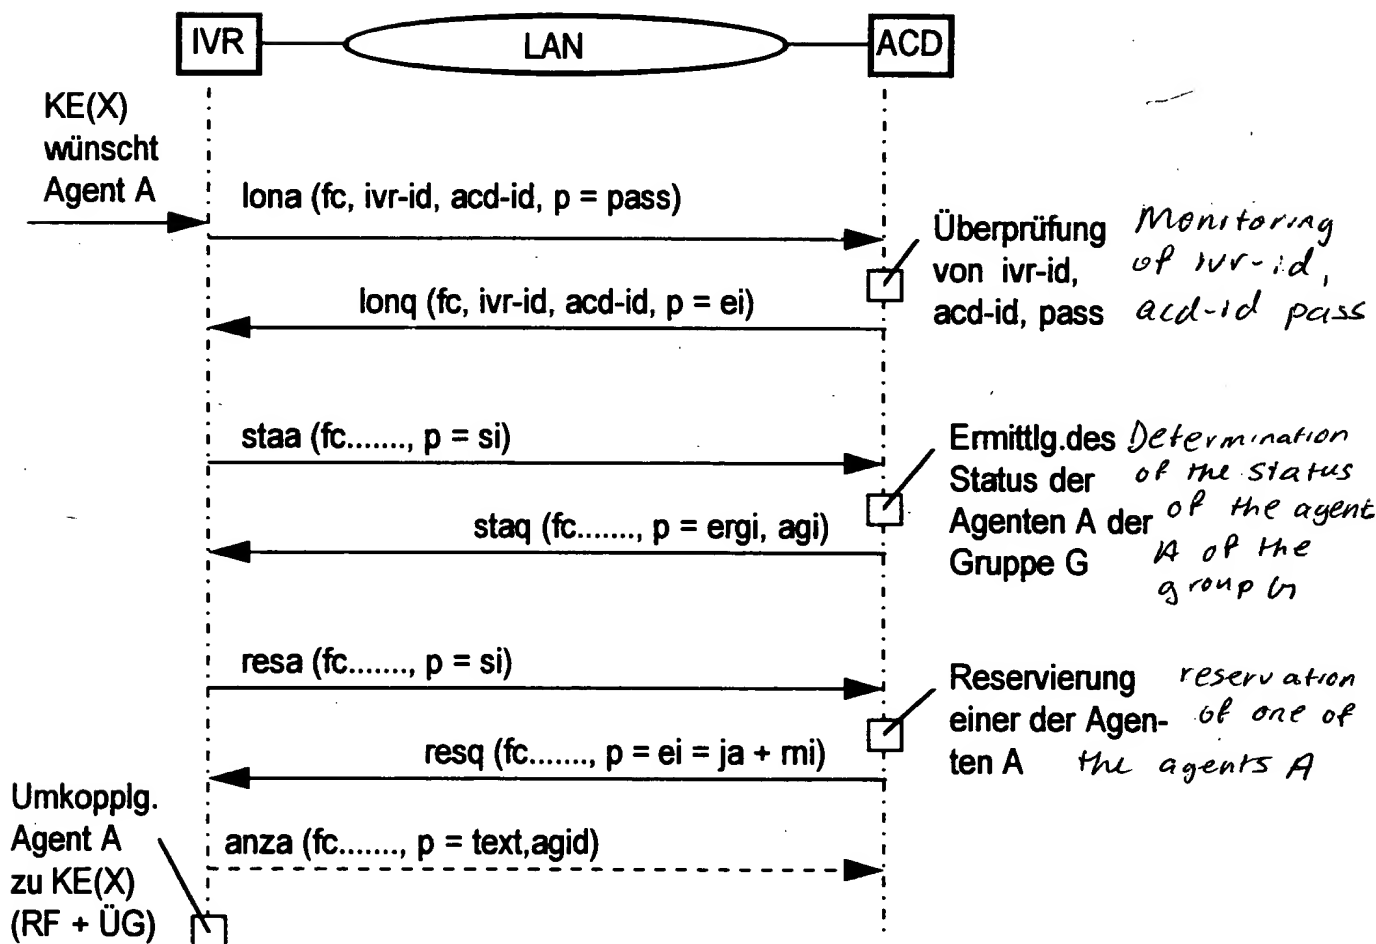 IVR
LAN
ACD
KE(X)
wünscht
Agent A
lona (fc, ivr-id, acd-id, p = pass)
Überprüfung
von ivr-id,
acd-id, pass
Monitoring
of ivr-id,
acd-id pass
lonq (fc, ivr-id, acd-id, p = ei)
staa (fc......., p = si)
Ermittlg.des
Status der
Agenten A der
Gruppe G
Determination
of the status
of the agent
A of the
group G
staq (fc......., p = ergi, agi)
resa (fc......., p = si)
Reservierung
einer der Agen-
ten A
reservation
of one of
the agents A
resq (fc......., p = ei = ja + mi)
Umkopplg.
Agent A
zu KE(X)
(RF + ÜG)
anza (fc......., p = text,agid)